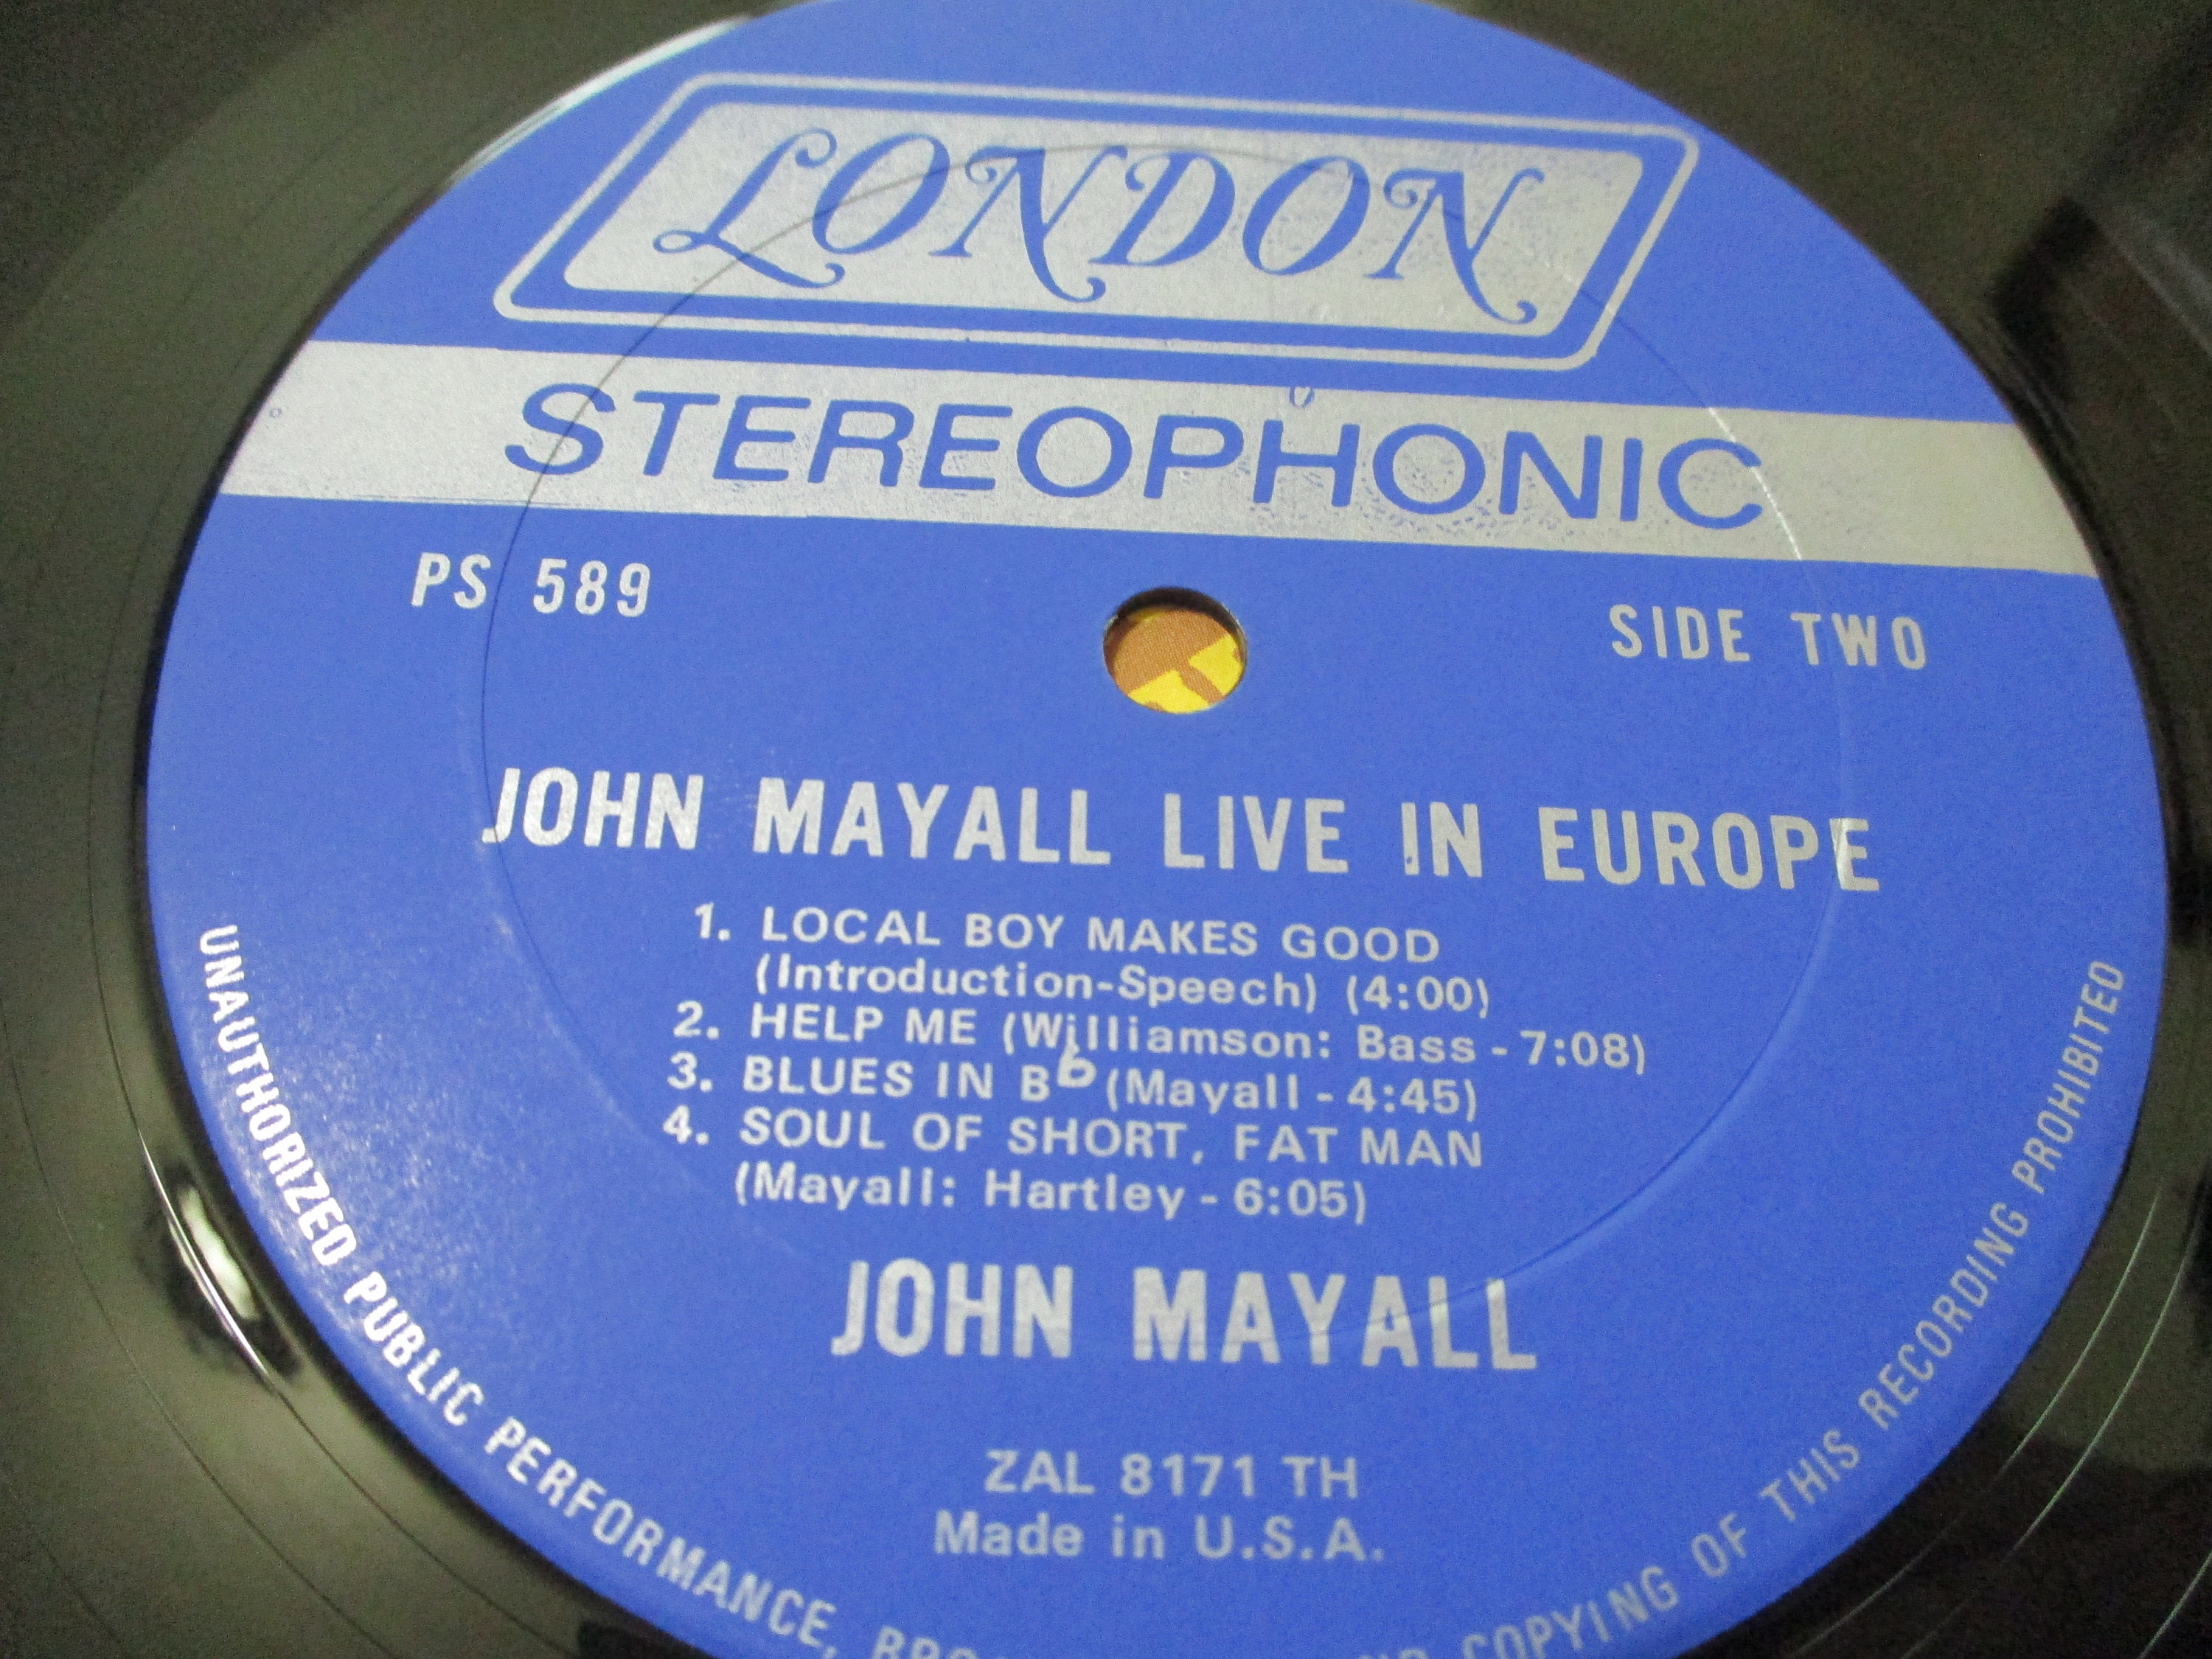 LONDON
STEREOPHONIC
PS 589
SIDE TWO
JOHN MAYALL LIVE IN EUROPE
1. LOCAL BOY MAKES GOOD
(Introduction-Speech) (4:00)
2. HELP ME (Williamson: Bass - 7:08)
3. BLUES IN B♭ (Mayall - 4:45)
4. SOUL OF SHORT, FAT MAN
(Mayall: Hartley - 6:05)
JOHN MAYALL
ZAL 8171 TH
Made in U.S.A.
UNAUTHORIZED PUBLIC PERFORMANCE, COPYING OF THIS RECORDING PROHIBITED